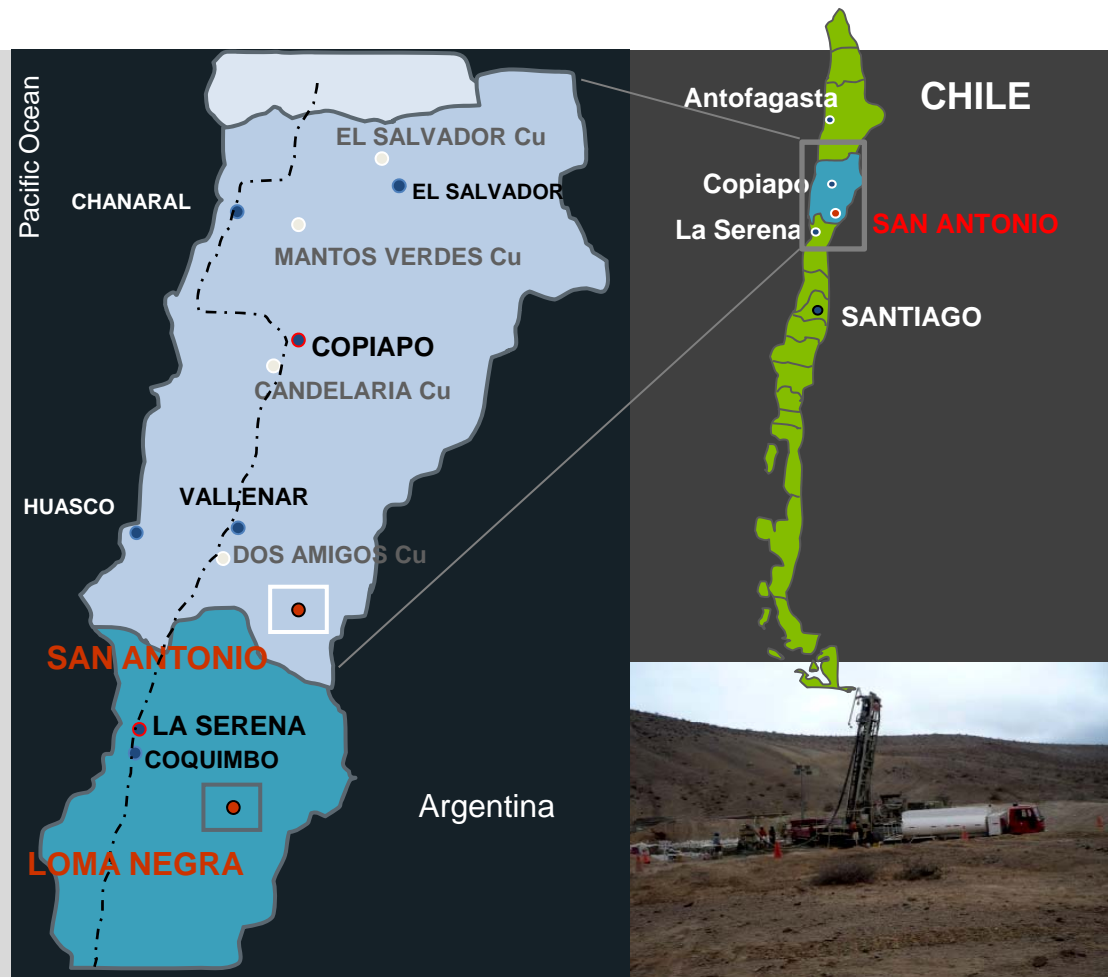 Pacific Ocean
EL SALVADOR Cu
EL SALVADOR
CHANARAL
MANTOS VERDES Cu
COPIAPO
CANDELARIA Cu
VALLENAR
HUASCO
DOS AMIGOS Cu
SAN ANTONIO
LA SERENA
COQUIMBO
Argentina
LOMA NEGRA
CHILE
Antofagasta
Copiapo
La Serena
SAN ANTONIO
SANTIAGO